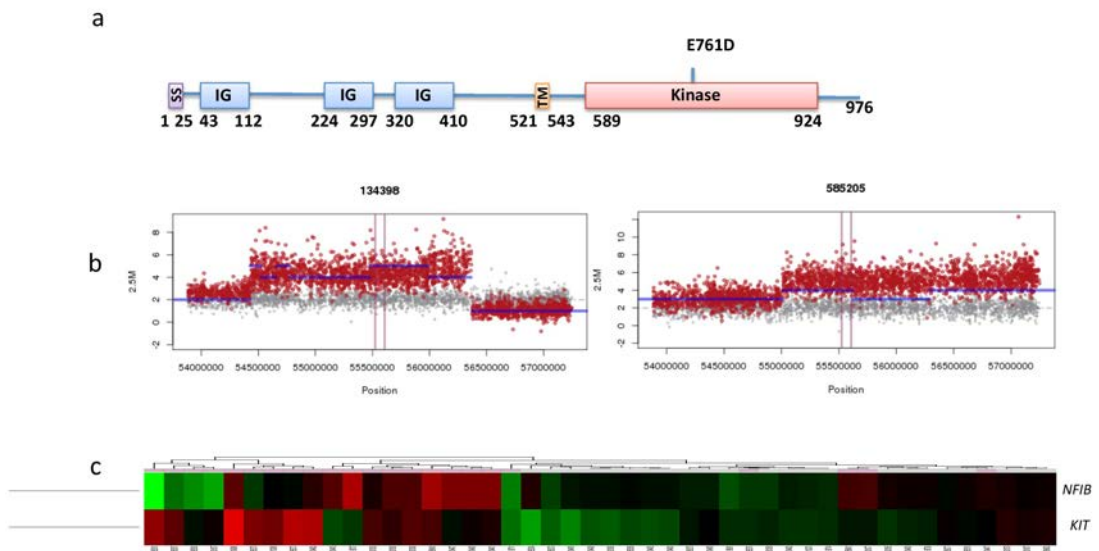 a
E761D
SS IG IG IG TM Kinase
1 25 43 112 224 297 320 410 521 543 589 924 976
b
134398
585205
2.5M
-2 0 2 4 6 8
54000000 54500000 55000000 55500000 56000000 56500000 57000000
Position
2.5M
-2 0 2 4 6 8 10
54000000 54500000 55000000 55500000 56000000 56500000 57000000
Position
c
NFIB
KIT